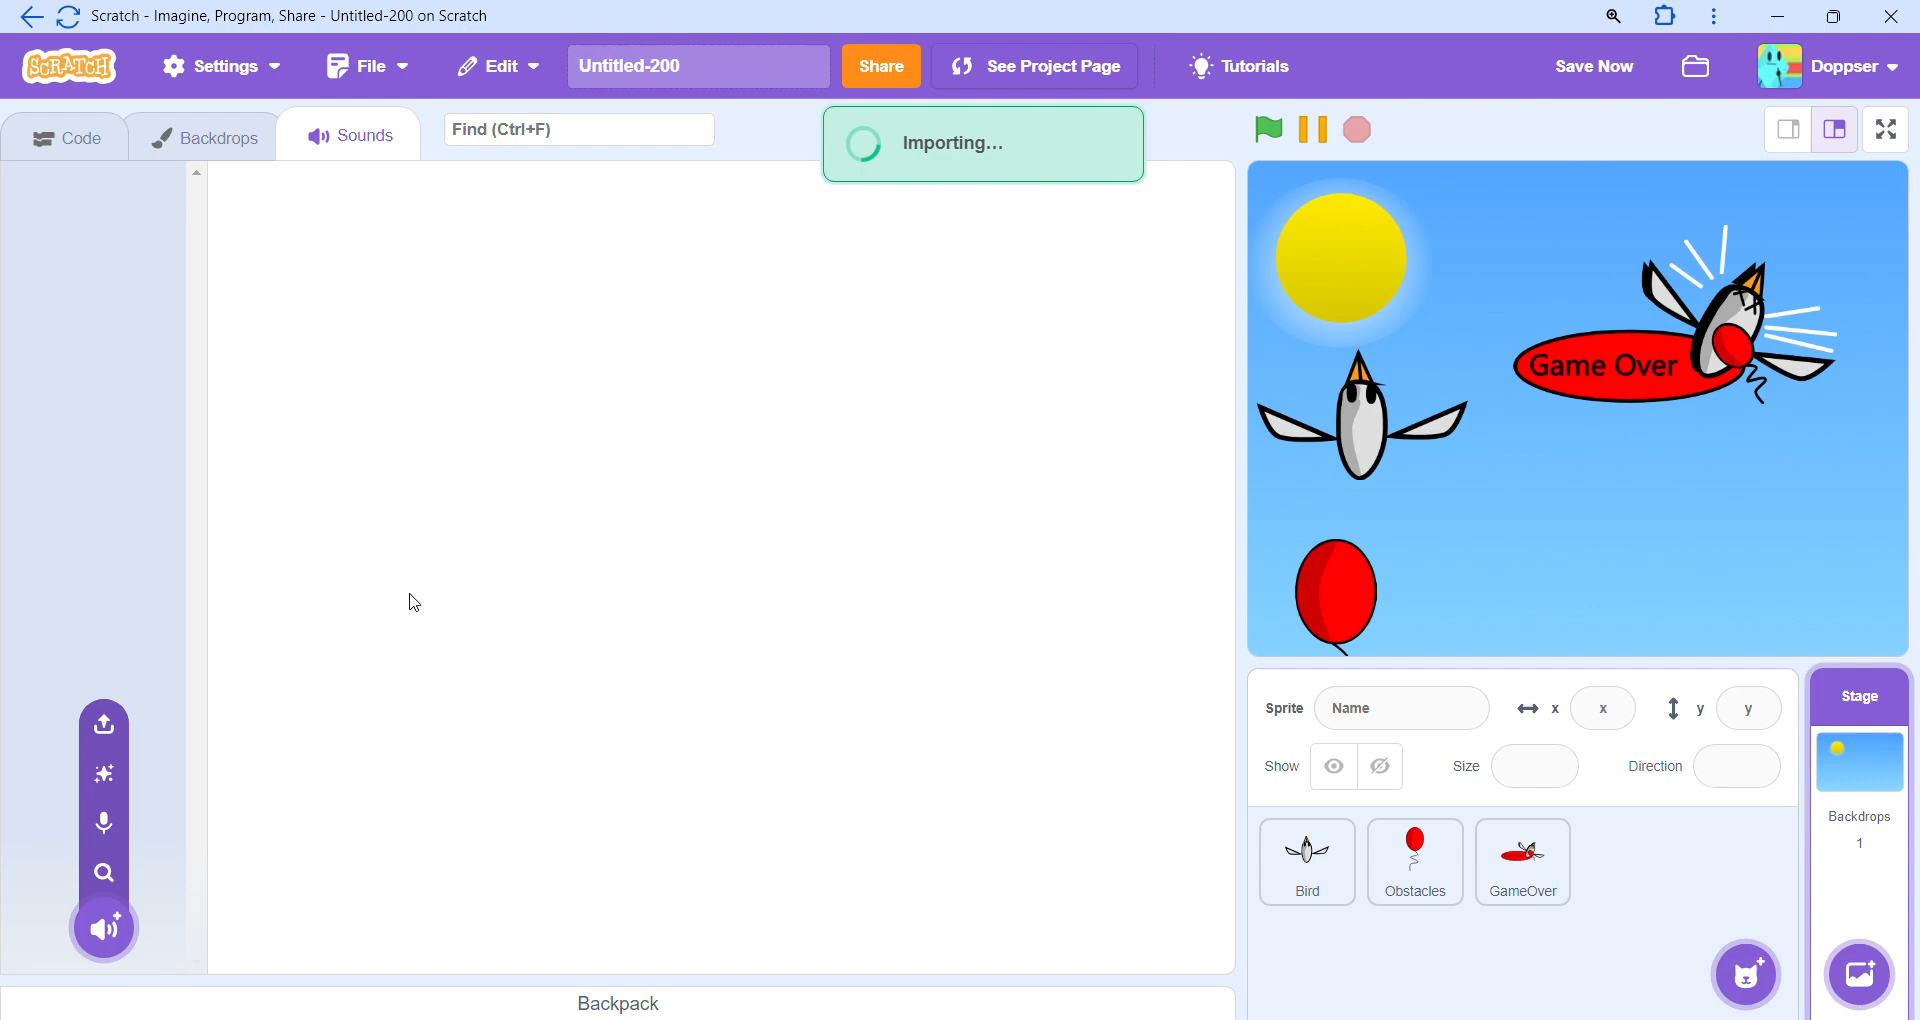 Scratch - Imagine, Program, Share - Untitled-200 on Scratch
SCRATCH
Settings
File
Edit
Untitled-200
Share
See Project Page
Tutorials
Save Now
Doppser
Code
Backdrops
Sounds
Find (Ctrl+F)
Importing...
Game Over
Sprite
Name
x
x
y
y
Show
Size
Direction
Stage
Backdrops
1
Bird
Obstacles
GameOver
Backpack